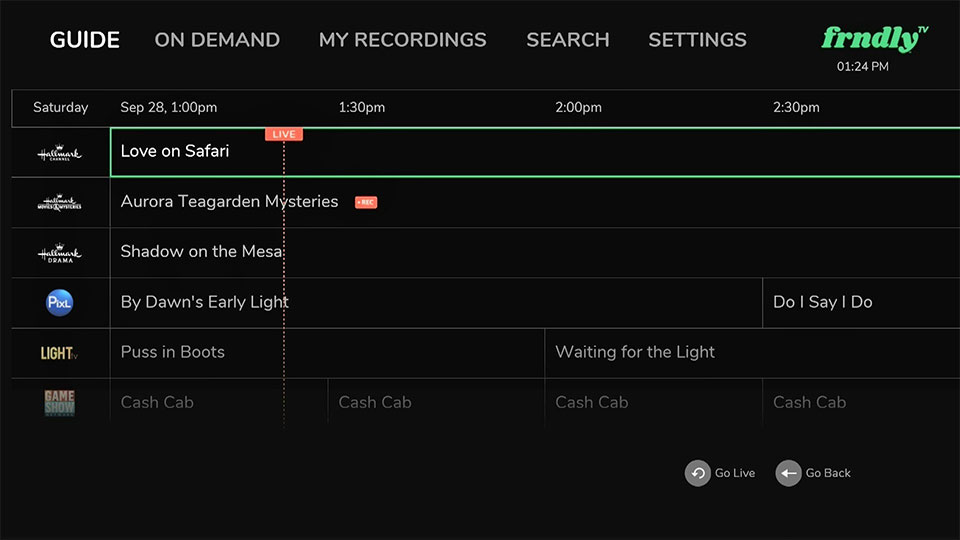 GUIDE ON DEMAND MY RECORDINGS SEARCH SETTINGS frndly TV
01:24 PM
Saturday Sep 28, 1:00pm 1:30pm 2:00pm 2:30pm
LIVE
Hallmark CHANNEL Love on Safari
Hallmark MOVIES & MYSTERIES Aurora Teagarden Mysteries REC
Hallmark DRAMA Shadow on the Mesa
PixL By Dawn's Early Light Do I Say I Do
LIGHT TV Puss in Boots Waiting for the Light
GAME SHOW Cash Cab Cash Cab Cash Cab Cash Cab
Go Live Go Back